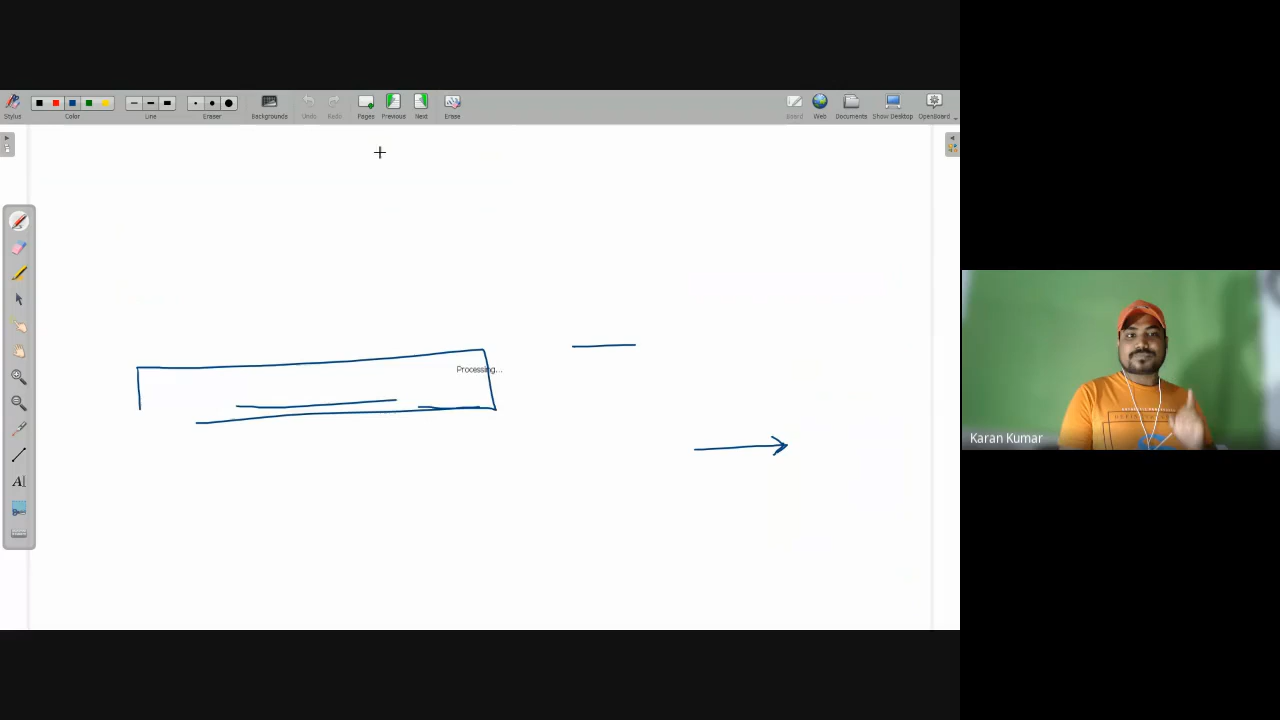 Stylus Color Line Eraser Backgrounds Undo Redo Pages Previous Next Erase Board Web Documents Show Desktop OpenBoard
Processing...
Karan Kumar
AI